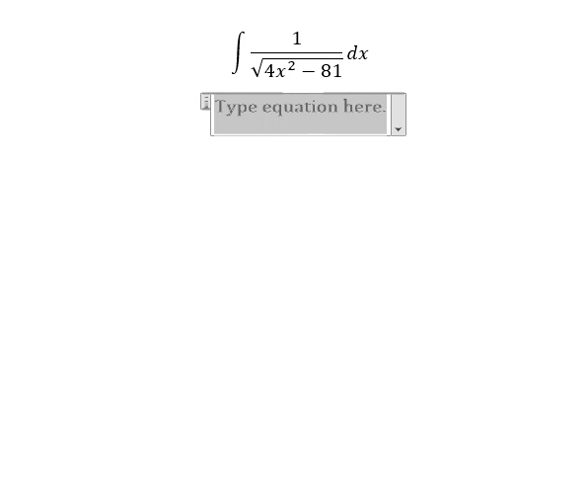 ∫ 1/√(4x² − 81) dx
Type equation here.